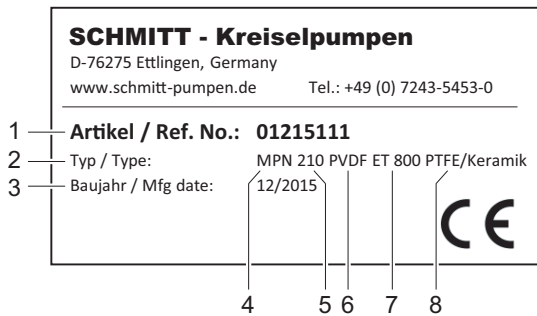 SCHMITT - Kreiselpumpen
D-76275 Ettlingen, Germany
www.schmitt-pumpen.de Tel.: +49 (0) 7243-5453-0
1 Artikel / Ref. No.: 01215111
2 Typ / Type: MPN 210 PVDF ET 800 PTFE/Keramik
3 Baujahr / Mfg date: 12/2015
CE
4 5 6 7 8